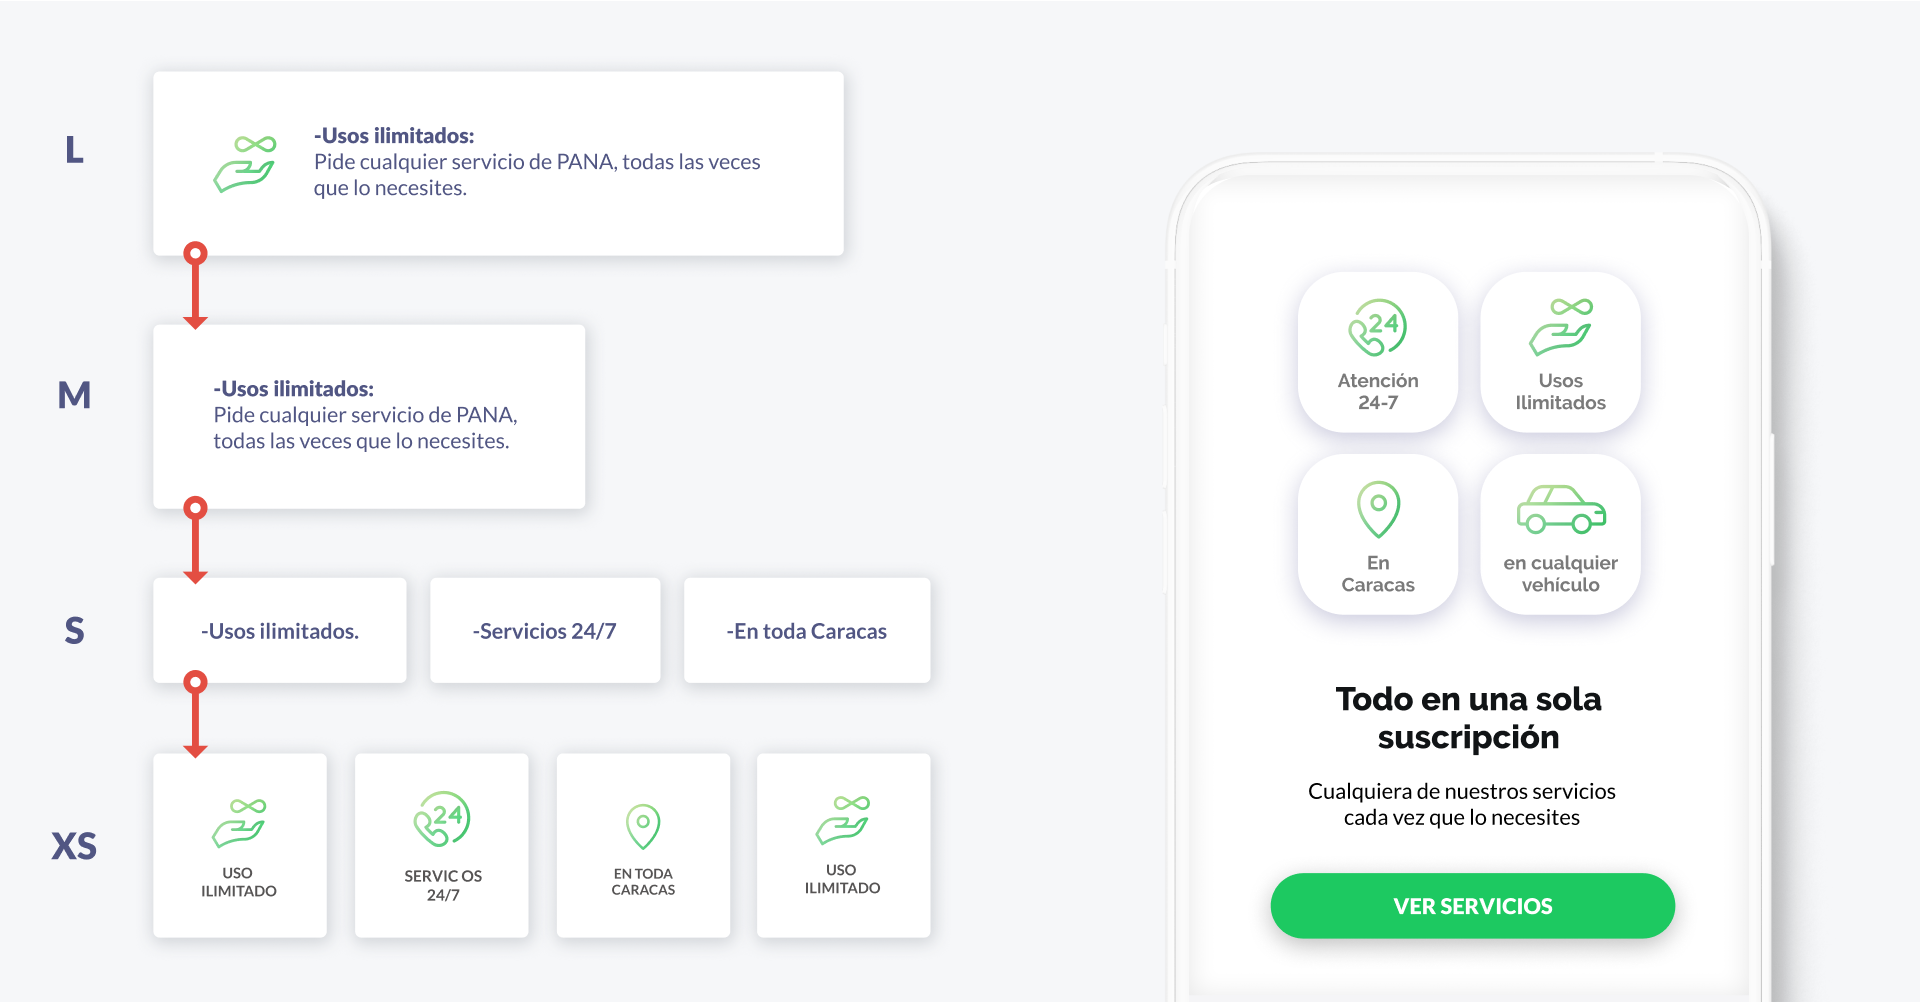 L
-Usos ilimitados:
Pide cualquier servicio de PANA, todas las veces
que lo necesites.
M
-Usos ilimitados:
Pide cualquier servicio de PANA,
todas las veces que lo necesites.
S
-Usos ilimitados.
-Servicios 24/7
-En toda Caracas
XS
USO
ILIMITADO
24
SERVIC OS
24/7
EN TODA
CARACAS
USO
ILIMITADO
24
Atención
24-7
Usos
Ilimitados
En
Caracas
en cualquier
vehículo
Todo en una sola
suscripción
Cualquiera de nuestros servicios
cada vez que lo necesites
VER SERVICIOS